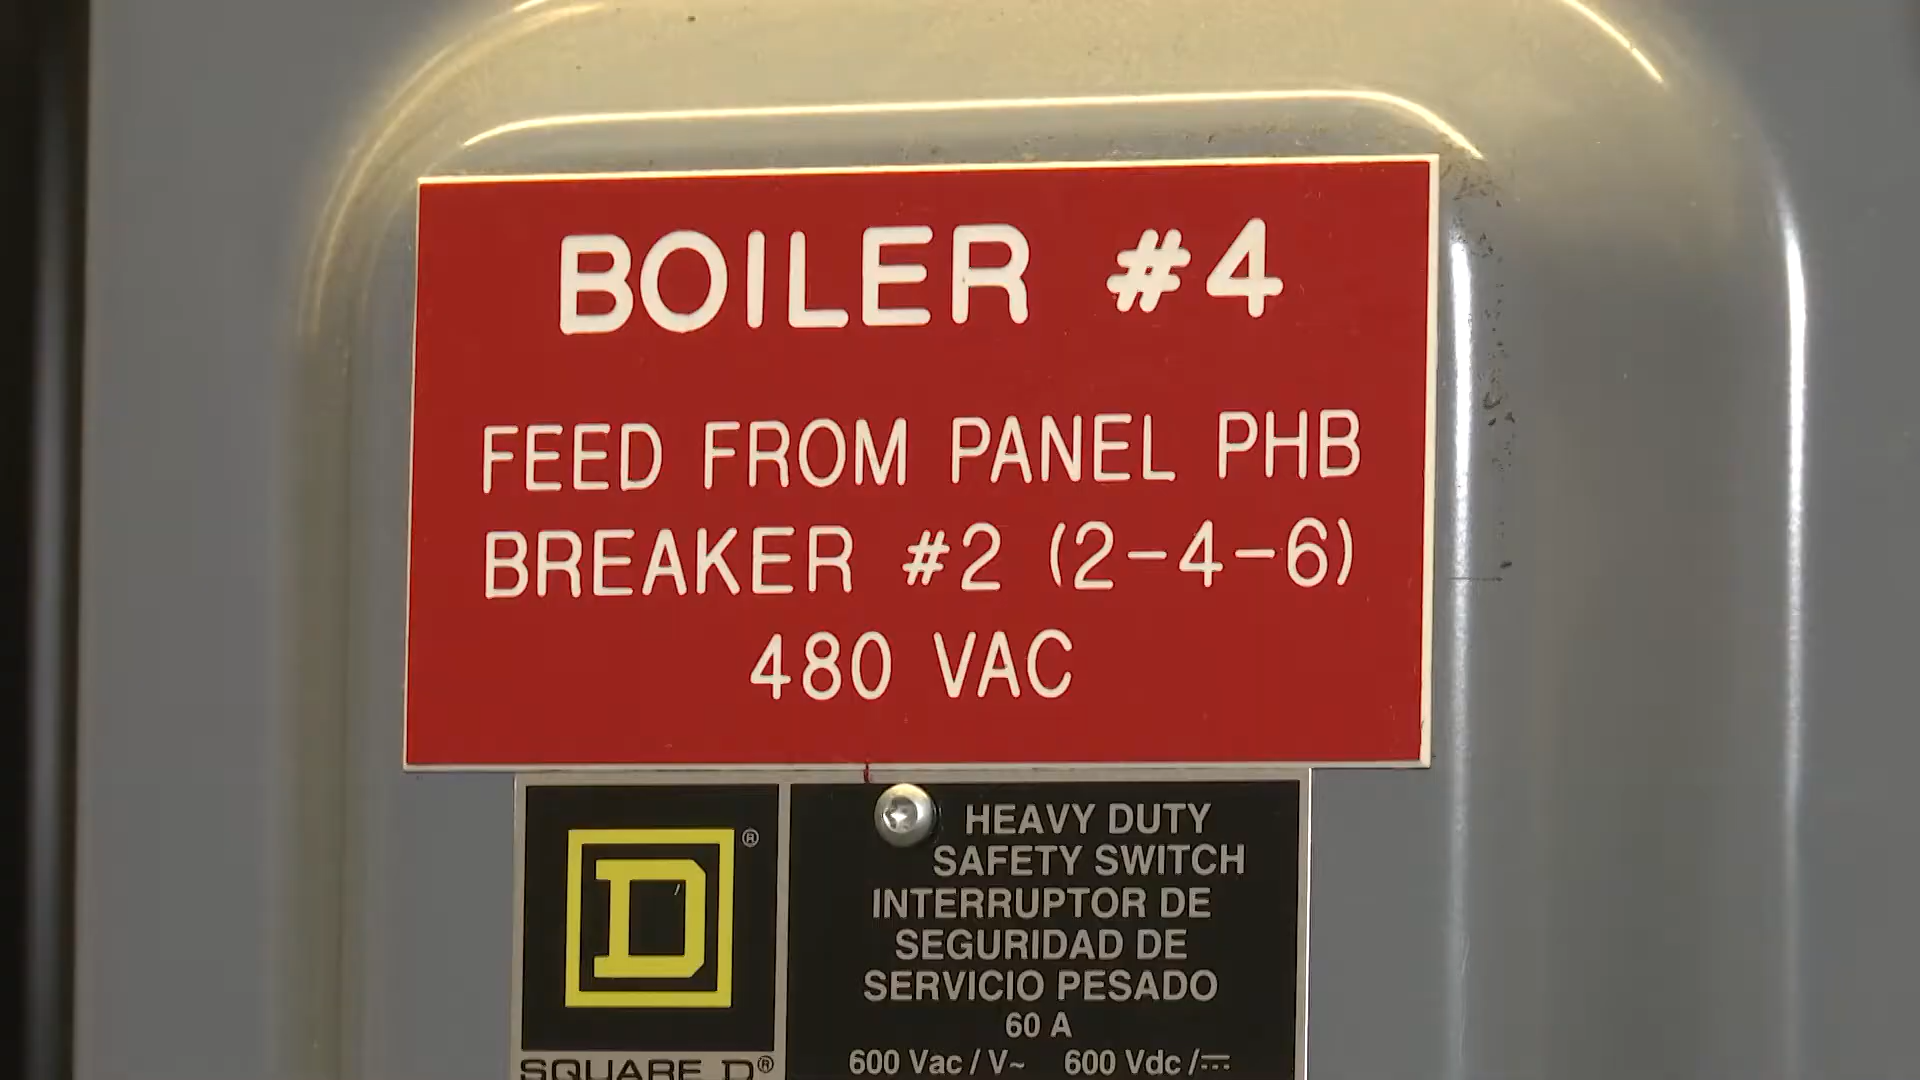 BOILER #4
FEED FROM PANEL PHB
BREAKER #2 (2-4-6)
480 VAC
D ®
SQUARE D®
HEAVY DUTY
SAFETY SWITCH
INTERRUPTOR DE
SEGURIDAD DE
SERVICIO PESADO
60 A
600 Vac / V~ 600 Vdc /⎓